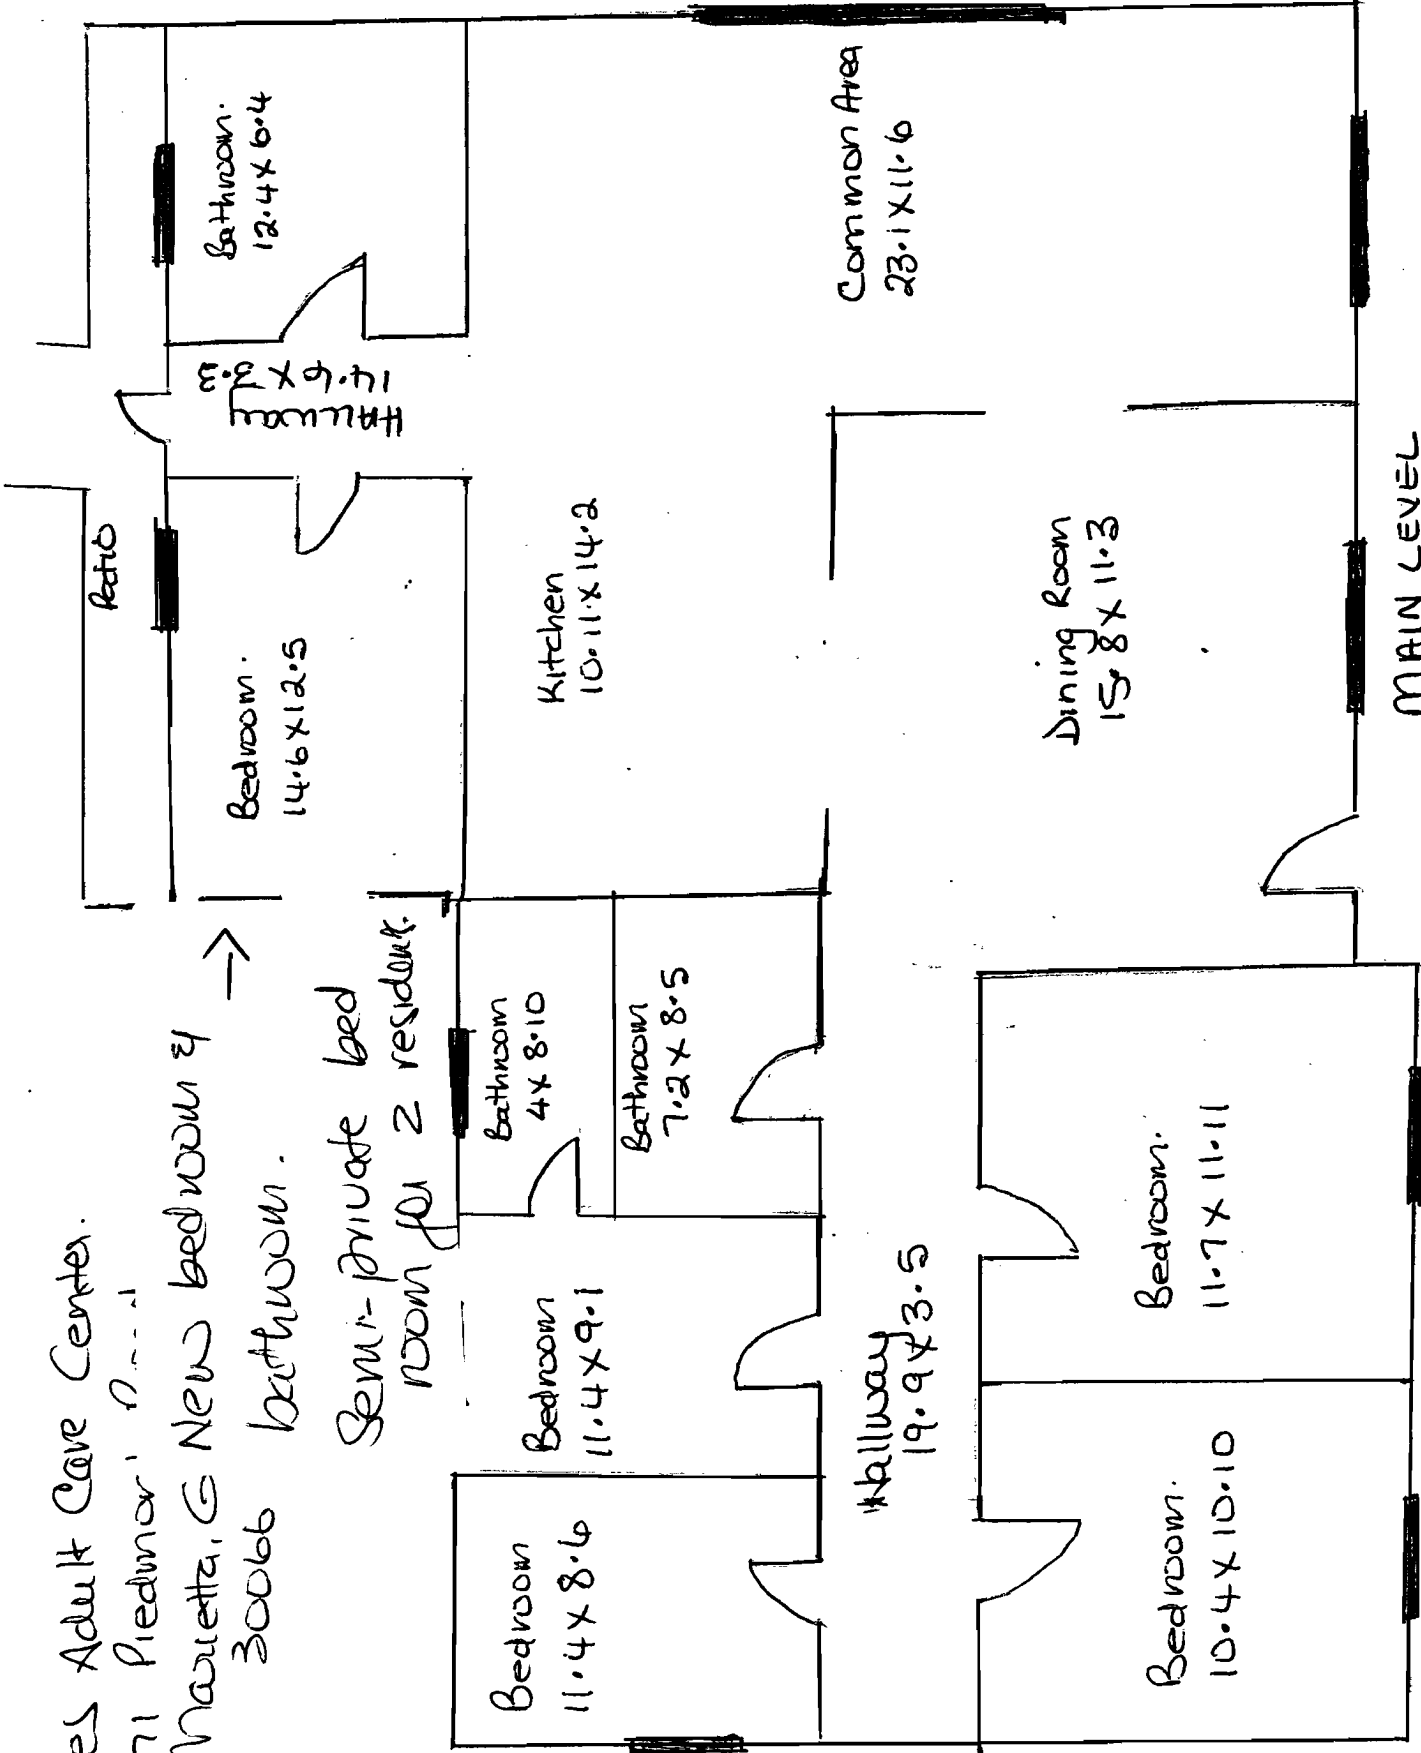 es Adult Care Center.
71 Piedmon
Marietta, G New bedroom &
30066 bathroom.
Semi-private bed
room for 2 resident.
Patio
Bathroom.
12.4 X 6.4
HALLway
14.6 X 3.3
Bedroom.
14.6 X 12.5
Kitchen
10.11 X 14.2
Common Area
23.1 X 11.6
Dining Room
15.8 X 11.3
Bathroom
4 X 8.10
Bathroom
7.2 X 8.5
Bedroom
11.4 X 9.1
Bedroom
11.4 X 8.6
Hallway
19.9 X 3.5
Bedroom.
11.7 X 11.11
Bedroom.
10.4 X 10.10
MAIN LEVEL